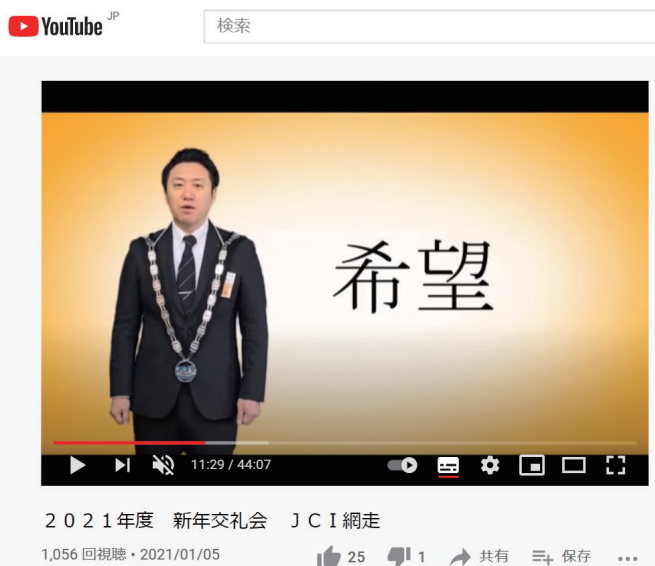 YouTube JP
検索
希望
11:29 / 44:07
２０２１年度　新年交礼会　ＪＣＩ網走
1,056 回視聴・2021/01/05
25 1 共有 保存